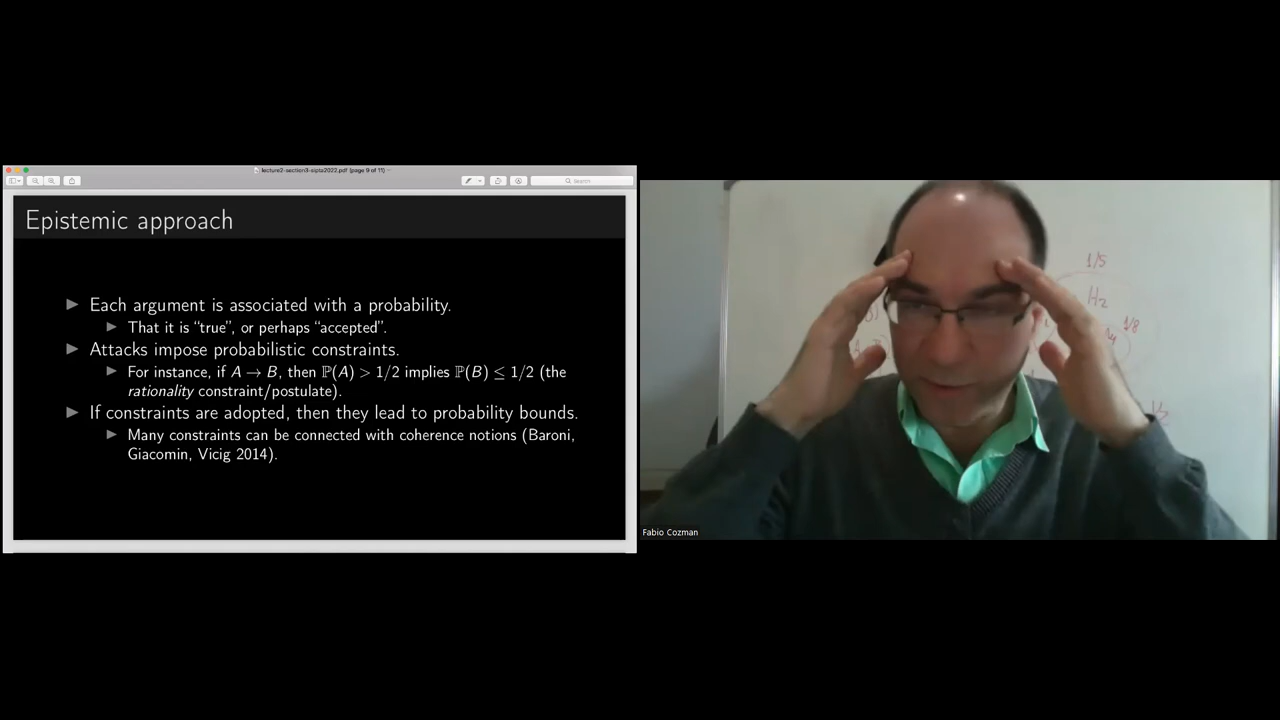 lecture2-section3-sipta2022.pdf (page 9 of 11)
Search
Epistemic approach
Each argument is associated with a probability.
That it is "true", or perhaps "accepted".
Attacks impose probabilistic constraints.
For instance, if A → B, then ℙ(A) > 1/2 implies ℙ(B) ≤ 1/2 (the
rationality constraint/postulate).
If constraints are adopted, then they lead to probability bounds.
Many constraints can be connected with coherence notions (Baroni,
Giacomin, Vicig 2014).
1/5
H2
1/8
Fabio Cozman